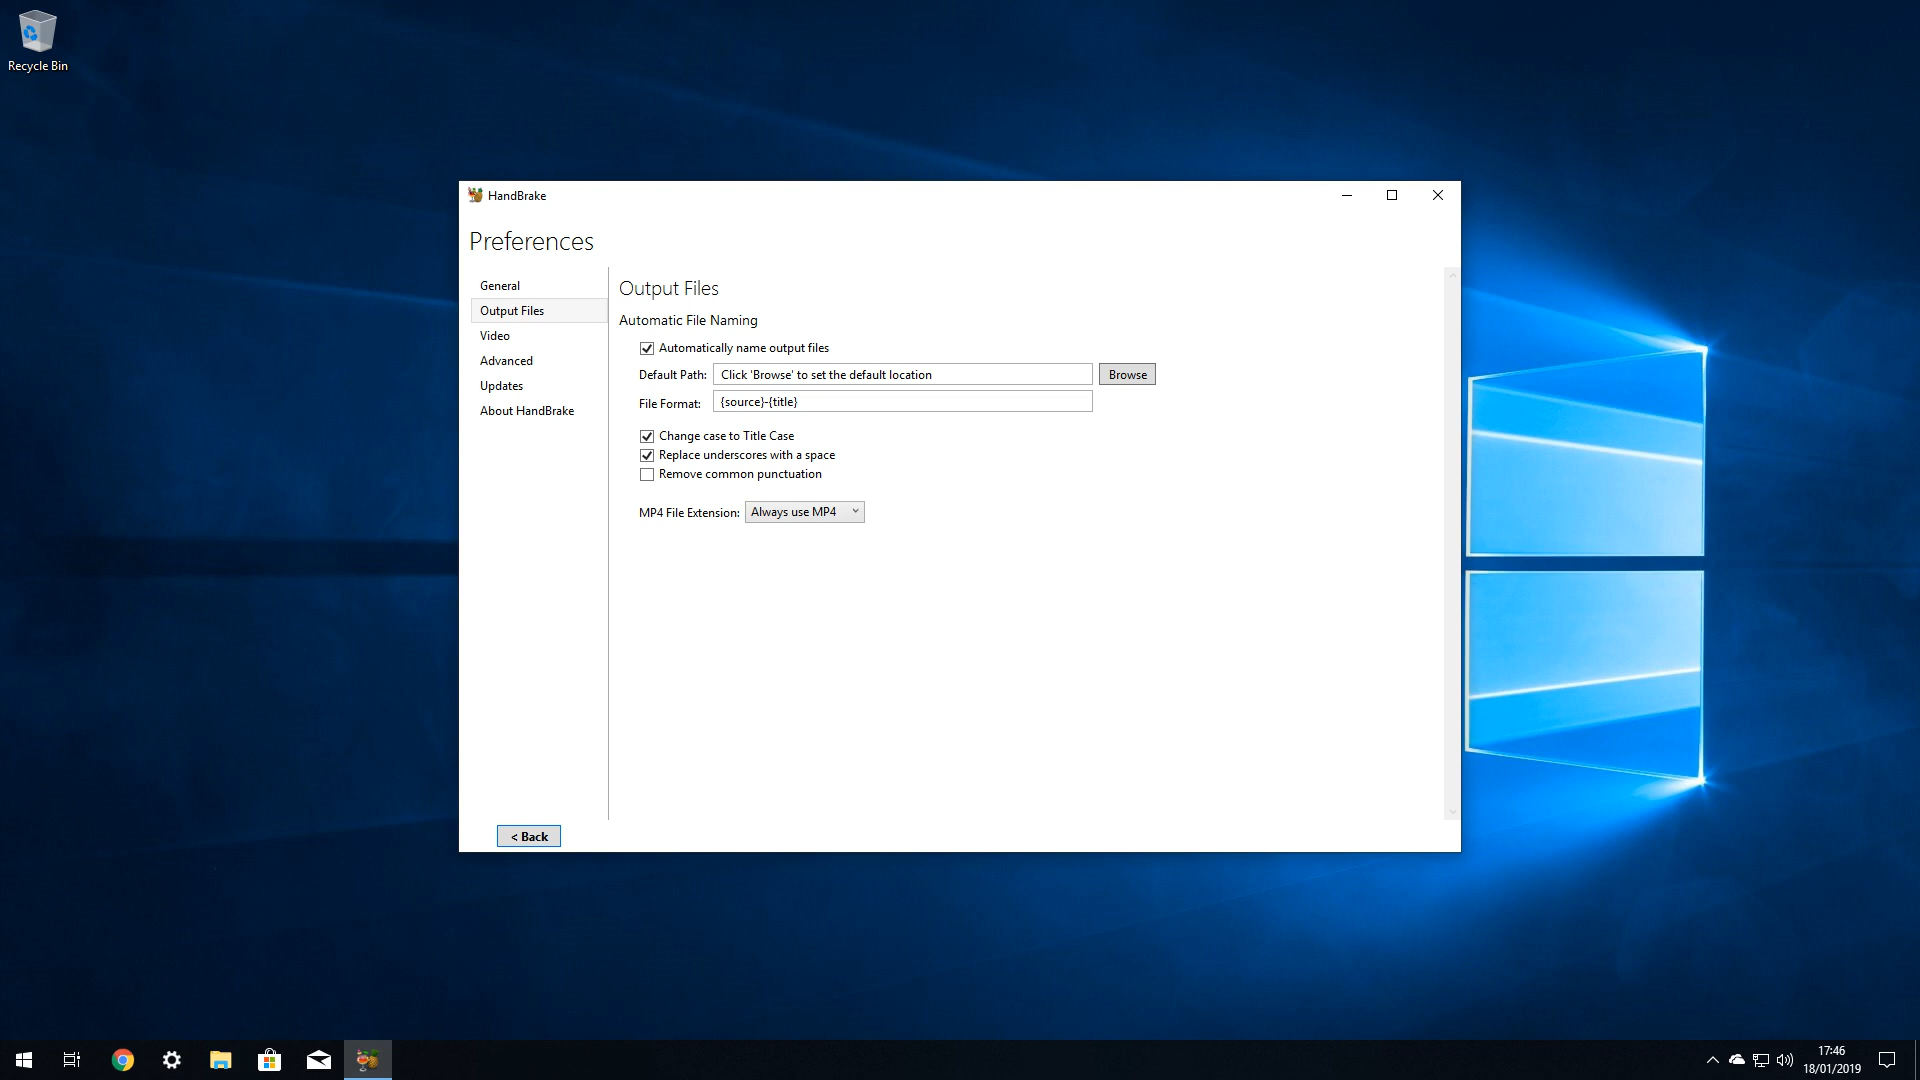 Recycle Bin
HandBrake
Preferences
General
Output Files
Video
Advanced
Updates
About HandBrake
Output Files
Automatic File Naming
Automatically name output files
Default Path: Click 'Browse' to set the default location Browse
File Format: {source}-{title}
Change case to Title Case
Replace underscores with a space
Remove common punctuation
MP4 File Extension: Always use MP4
< Back
17:46
18/01/2019